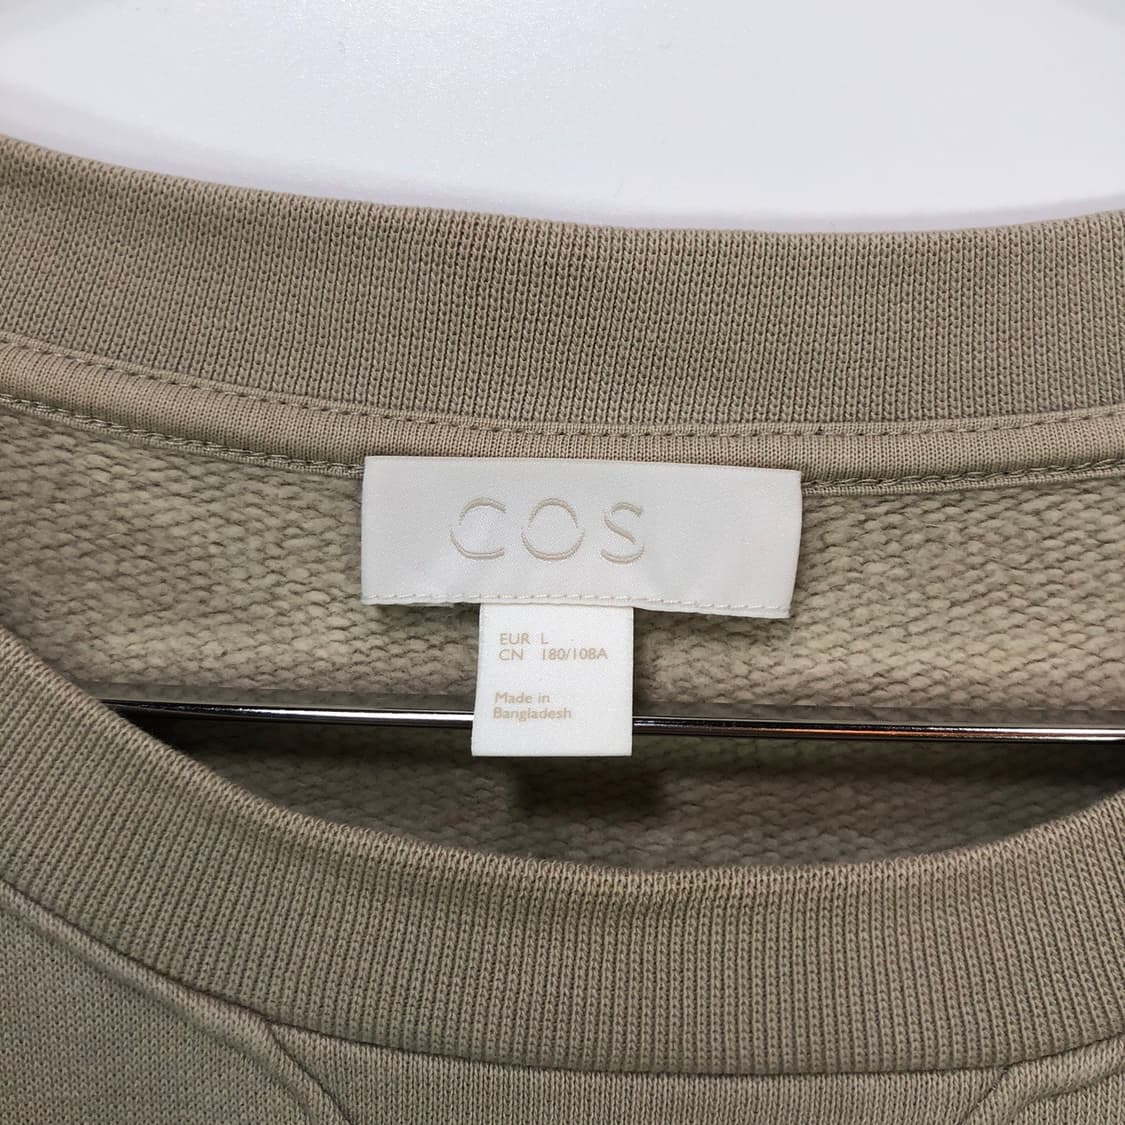 COS
EUR L
CN 180/108A
Made in
Bangladesh